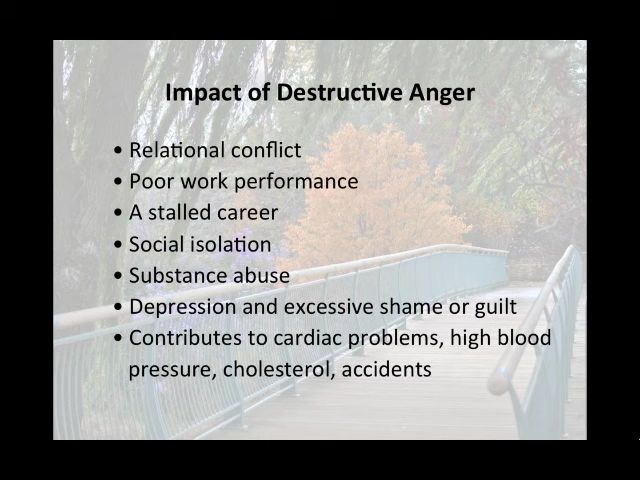 Impact of Destructive Anger
• Relational conflict
• Poor work performance
• A stalled career
• Social isolation
• Substance abuse
• Depression and excessive shame or guilt
• Contributes to cardiac problems, high blood
pressure, cholesterol, accidents